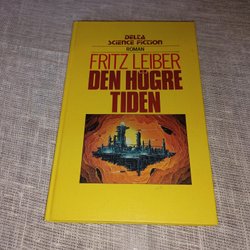 DELTA
SCIENCE FICTION
ROMAN
FRITZ LEIBER
DEN HÖGRE
TIDEN